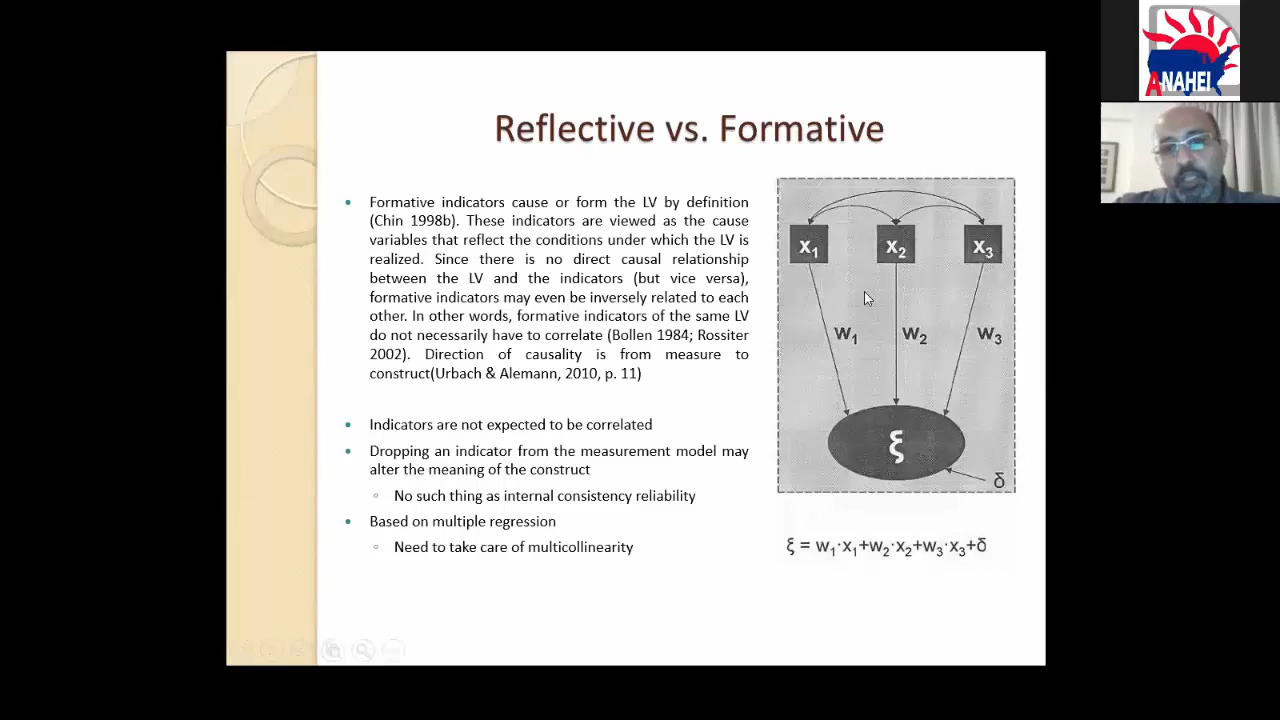 Reflective vs. Formative
Formative indicators cause or form the LV by definition
(Chin 1998b). These indicators are viewed as the cause
variables that reflect the conditions under which the LV is
realized. Since there is no direct causal relationship
between the LV and the indicators (but vice versa),
formative indicators may even be inversely related to each
other. In other words, formative indicators of the same LV
do not necessarily have to correlate (Bollen 1984; Rossiter
2002). Direction of causality is from measure to
construct(Urbach & Alemann, 2010, p. 11)
Indicators are not expected to be correlated
Dropping an indicator from the measurement model may
alter the meaning of the construct
No such thing as internal consistency reliability
Based on multiple regression
Need to take care of multicollinearity
x₁ x₂ x₃
w₁ w₂ w₃
ξ
δ
ξ = w₁·x₁+w₂·x₂+w₃·x₃+δ
ANAHEI